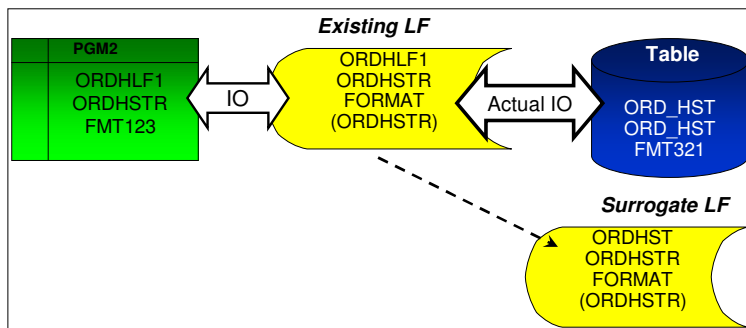 Existing LF
PGM2
ORDHLF1
ORDHSTR
FMT123
IO
ORDHLF1
ORDHSTR
FORMAT
(ORDHSTR)
Actual IO
Table
ORD_HST
ORD_HST
FMT321
Surrogate LF
ORDHST
ORDHSTR
FORMAT
(ORDHSTR)